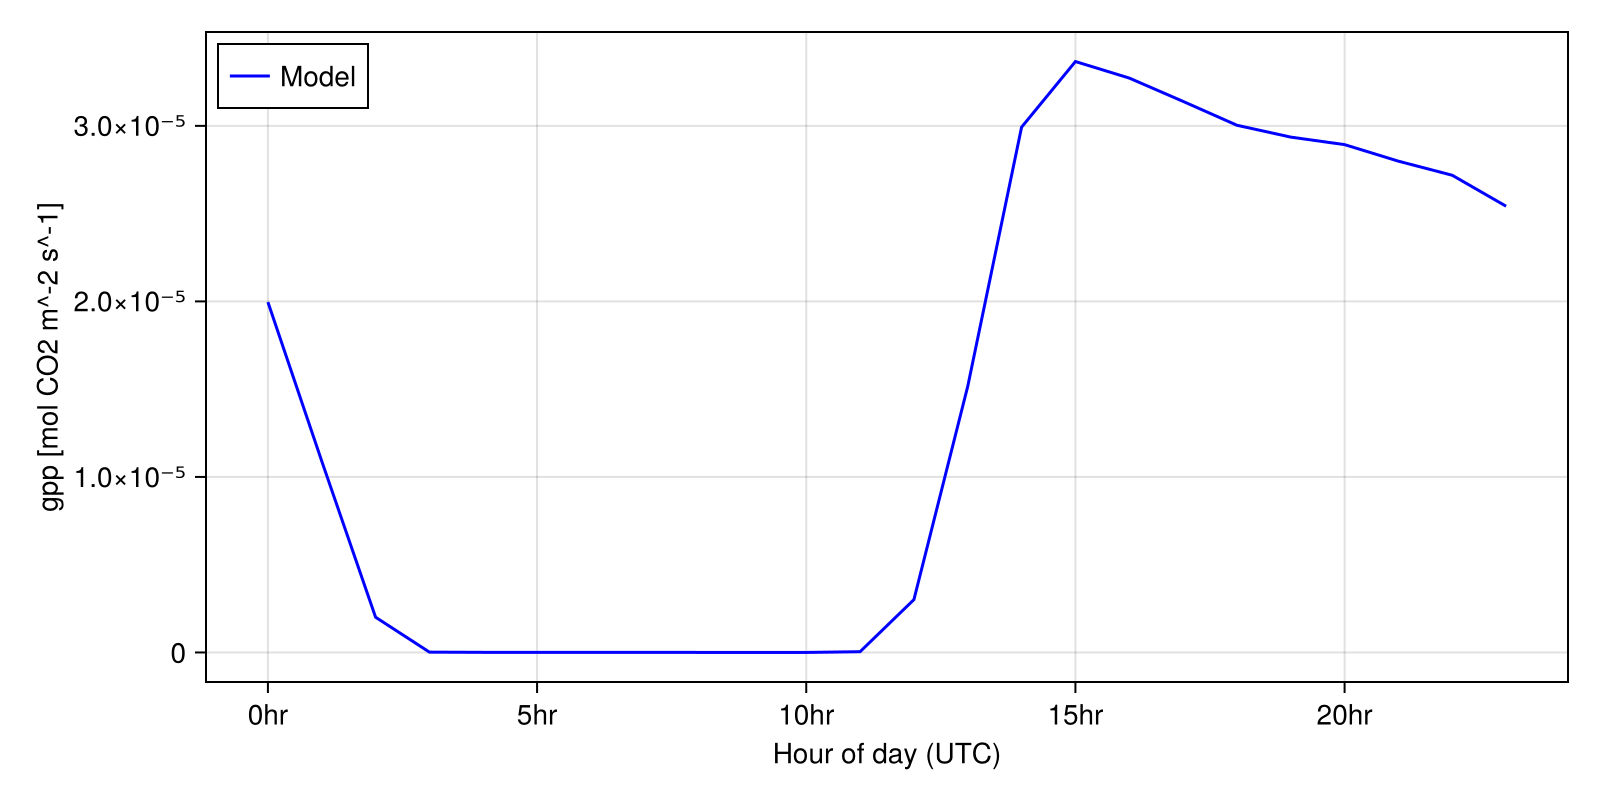 Model
gpp [mol CO2 m^-2 s^-1]
3.0×10⁻⁵
2.0×10⁻⁵
1.0×10⁻⁵
0
0hr 5hr 10hr 15hr 20hr
Hour of day (UTC)